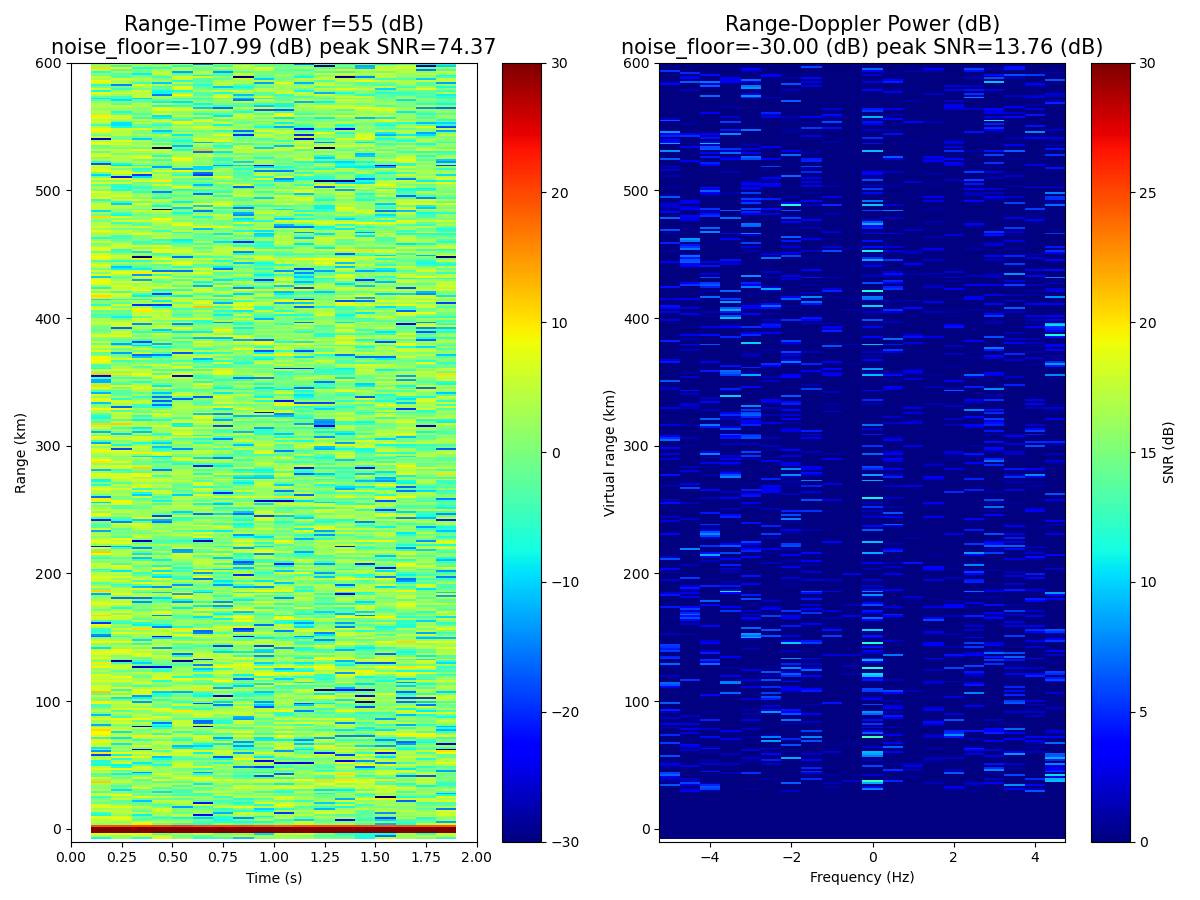 Range-Time Power f=55 (dB)
noise_floor=-107.99 (dB) peak SNR=74.37
Range-Doppler Power (dB)
noise_floor=-30.00 (dB) peak SNR=13.76 (dB)
600
500
400
300
200
100
0
Range (km)
0.00 0.25 0.50 0.75 1.00 1.25 1.50 1.75 2.00
Time (s)
30
20
10
0
−10
−20
−30
600
500
400
300
200
100
0
Virtual range (km)
−4 −2 0 2 4
Frequency (Hz)
30
25
20
15
10
5
0
SNR (dB)